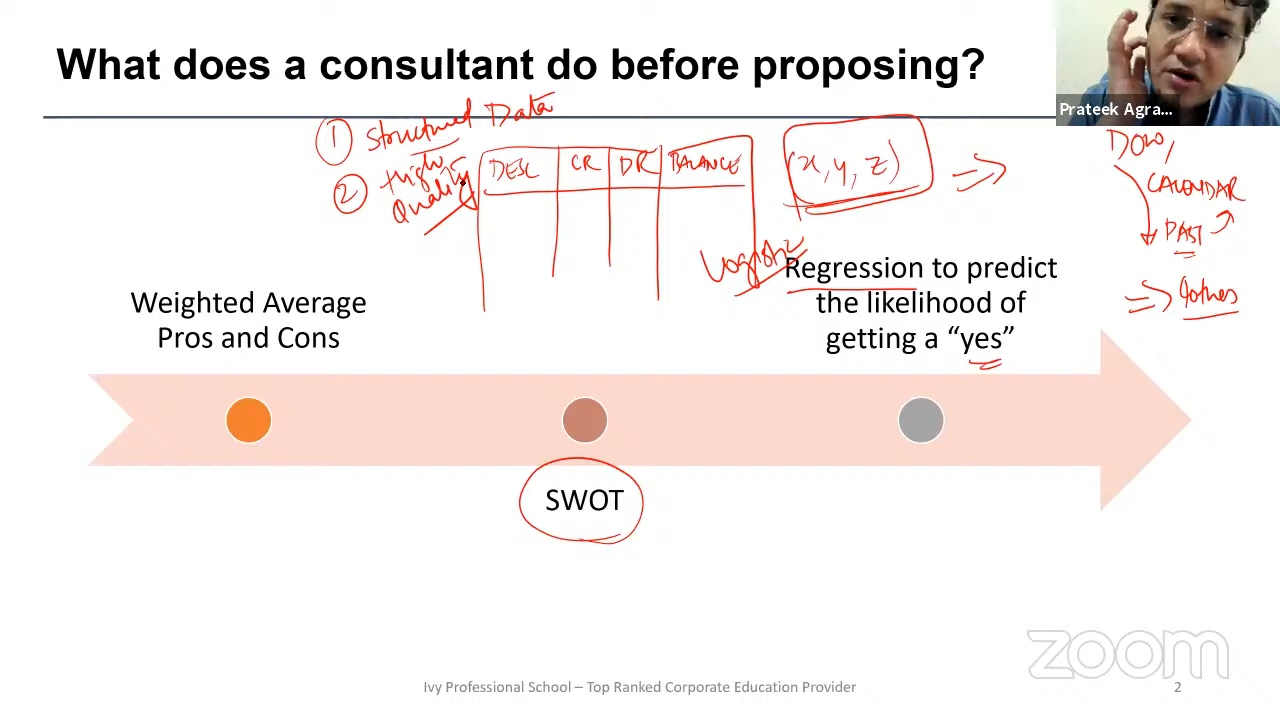 What does a consultant do before proposing?
Prateek Agra...
① Structured Data
② High
Quality
DESC CR DR BALANCE
(x, y, z)
DOW,
CALENDAR
PAST
Logistic
Regression to predict
the likelihood of
getting a “yes”
Weighted Average
Pros and Cons
SWOT
zoom
Ivy Professional School – Top Ranked Corporate Education Provider
2